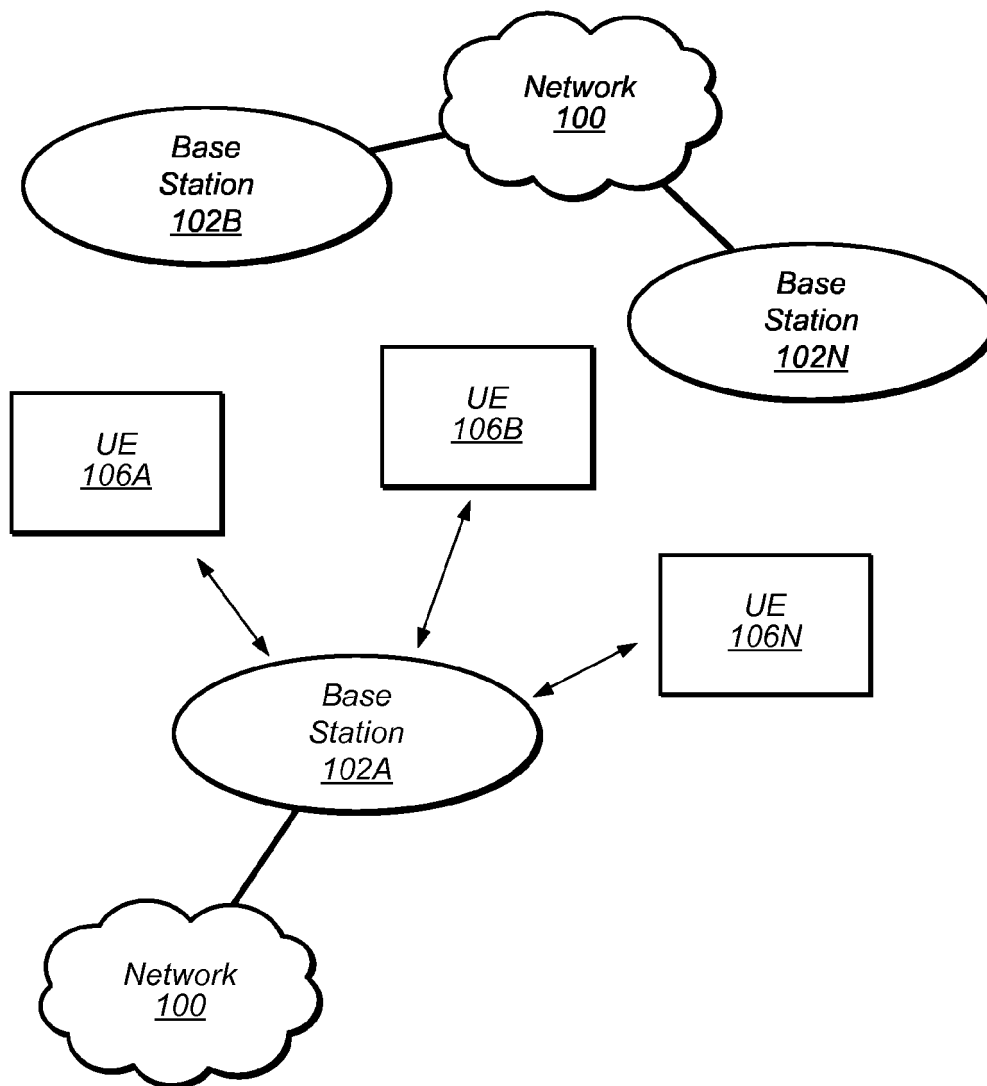 Network
100
Base
Station
102B
Base
Station
102N
UE
106B
UE
106A
UE
106N
Base
Station
102A
Network
100